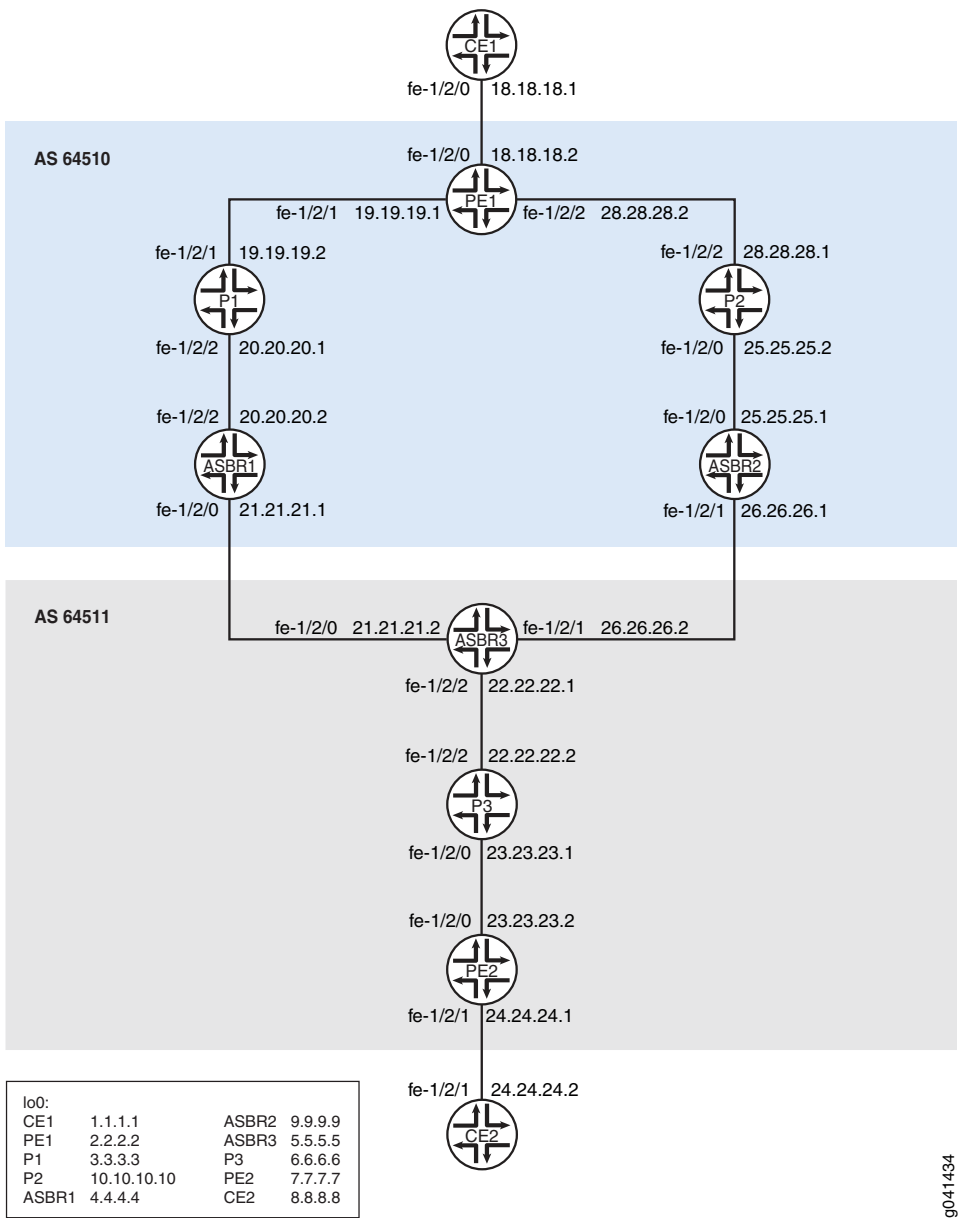 CE1
fe-1/2/0 18.18.18.1
AS 64510
fe-1/2/0 18.18.18.2
PE1
fe-1/2/1 19.19.19.1
fe-1/2/2 28.28.28.2
fe-1/2/1 19.19.19.2
fe-1/2/2 28.28.28.1
P1
P2
fe-1/2/2 20.20.20.1
fe-1/2/0 25.25.25.2
fe-1/2/2 20.20.20.2
fe-1/2/0 25.25.25.1
ASBR1
ASBR2
fe-1/2/0 21.21.21.1
fe-1/2/1 26.26.26.1
AS 64511
fe-1/2/0 21.21.21.2
fe-1/2/1 26.26.26.2
ASBR3
fe-1/2/2 22.22.22.1
fe-1/2/2 22.22.22.2
P3
fe-1/2/0 23.23.23.1
fe-1/2/0 23.23.23.2
PE2
fe-1/2/1 24.24.24.1
fe-1/2/1 24.24.24.2
CE2
lo0:
CE1 1.1.1.1 ASBR2 9.9.9.9
PE1 2.2.2.2 ASBR3 5.5.5.5
P1 3.3.3.3 P3 6.6.6.6
P2 10.10.10.10 PE2 7.7.7.7
ASBR1 4.4.4.4 CE2 8.8.8.8
g041434